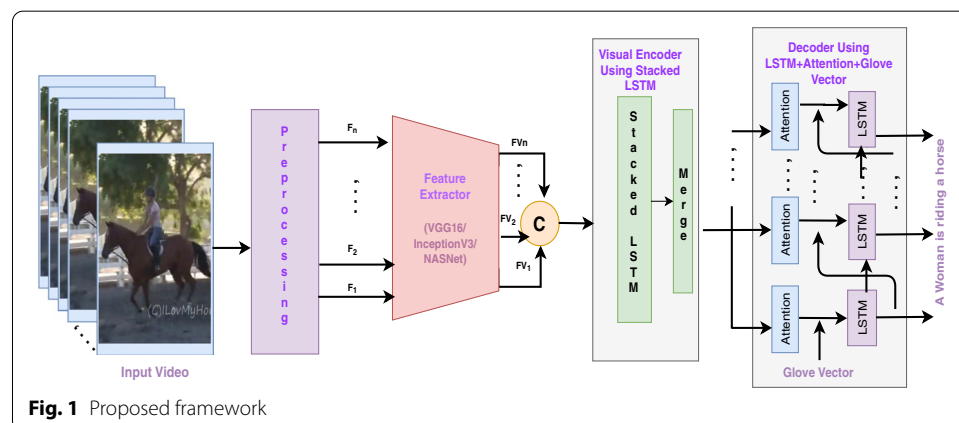 Input Video
(C)ILovMyHo
Preprocessing
Fn
F2
F1
Feature
Extractor
(VGG16/
InceptionV3/
NASNet)
FVn
FV2
FV1
C
Visual Encoder
Using Stacked
LSTM
Stacked LSTM
Merge
Decoder Using
LSTM+Attention+Glove
Vector
Attention
LSTM
Attention
LSTM
Attention
LSTM
Glove Vector
A Woman is riding a horse
Fig. 1 Proposed framework